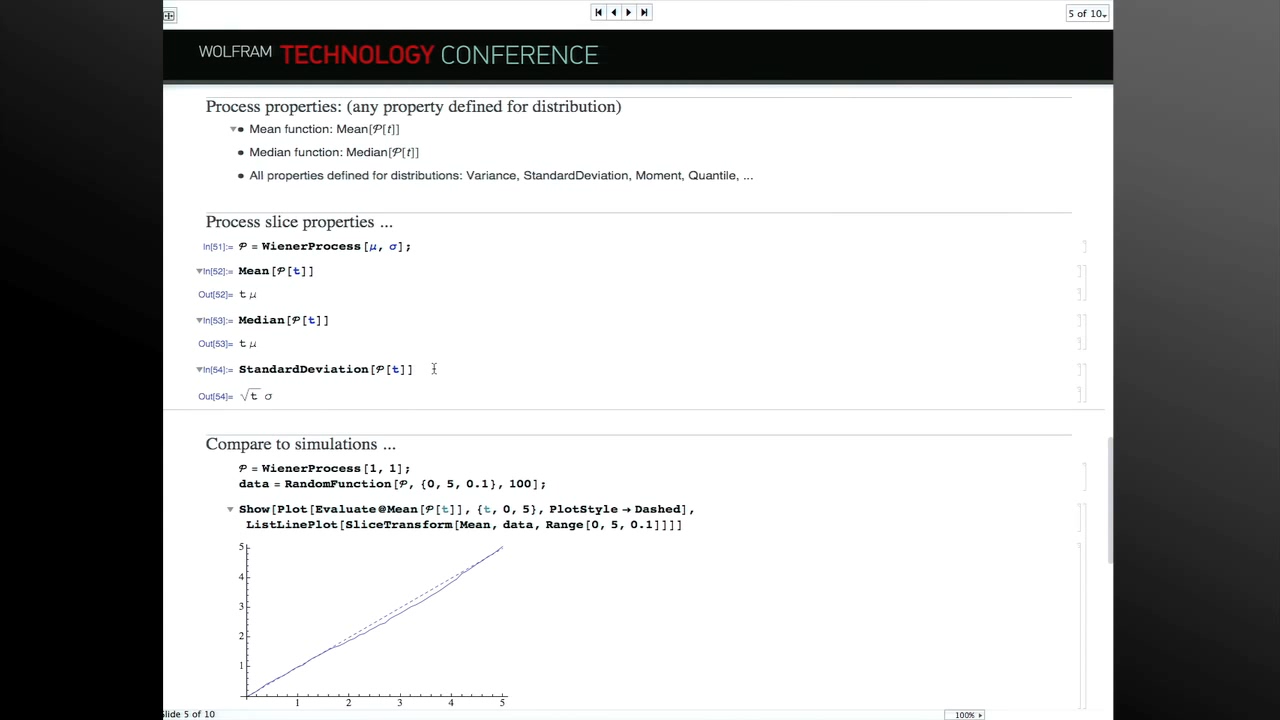 5 of 10
WOLFRAM TECHNOLOGY CONFERENCE
Process properties: (any property defined for distribution)
▾● Mean function: Mean[𝒫[t]]
● Median function: Median[𝒫[t]]
● All properties defined for distributions: Variance, StandardDeviation, Moment, Quantile, ...
Process slice properties ...
In[51]:= 𝒫 = WienerProcess[μ, σ];
In[52]:= Mean[𝒫[t]]
Out[52]= t μ
In[53]:= Median[𝒫[t]]
Out[53]= t μ
In[54]:= StandardDeviation[𝒫[t]]
Out[54]= √t σ
Compare to simulations ...
𝒫 = WienerProcess[1, 1];
data = RandomFunction[𝒫, {0, 5, 0.1}, 100];
Show[Plot[Evaluate@Mean[𝒫[t]], {t, 0, 5}, PlotStyle → Dashed],
ListLinePlot[SliceTransform[Mean, data, Range[0, 5, 0.1]]]]
5
4
3
2
1
1 2 3 4 5
Slide 5 of 10
100%